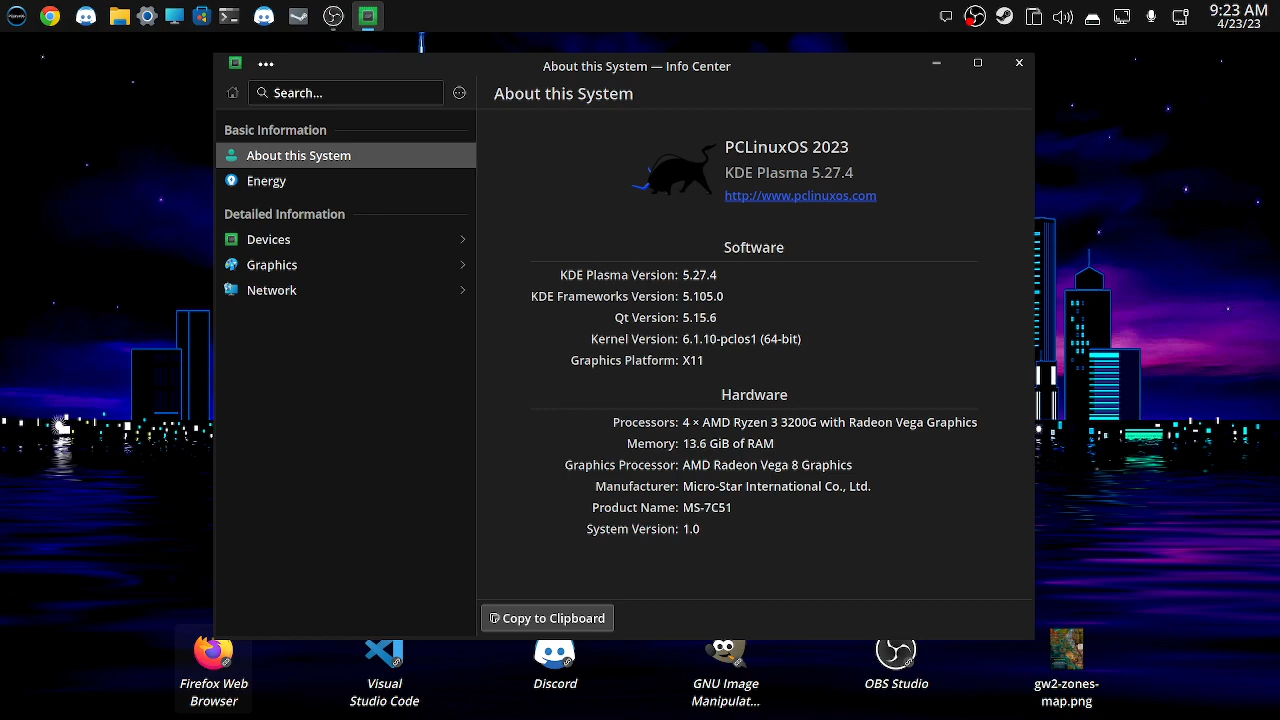 9:23 AM
4/23/23
About this System — Info Center
Search...
About this System
Basic Information
About this System
Energy
Detailed Information
Devices
Graphics
Network
PCLinuxOS 2023
KDE Plasma 5.27.4
http://www.pclinuxos.com
Software
KDE Plasma Version: 5.27.4
KDE Frameworks Version: 5.105.0
Qt Version: 5.15.6
Kernel Version: 6.1.10-pclos1 (64-bit)
Graphics Platform: X11
Hardware
Processors: 4 × AMD Ryzen 3 3200G with Radeon Vega Graphics
Memory: 13.6 GiB of RAM
Graphics Processor: AMD Radeon Vega 8 Graphics
Manufacturer: Micro-Star International Co., Ltd.
Product Name: MS-7C51
System Version: 1.0
Copy to Clipboard
Firefox Web
Browser
Visual
Studio Code
Discord
GNU Image
Manipulat...
OBS Studio
gw2-zones-
map.png